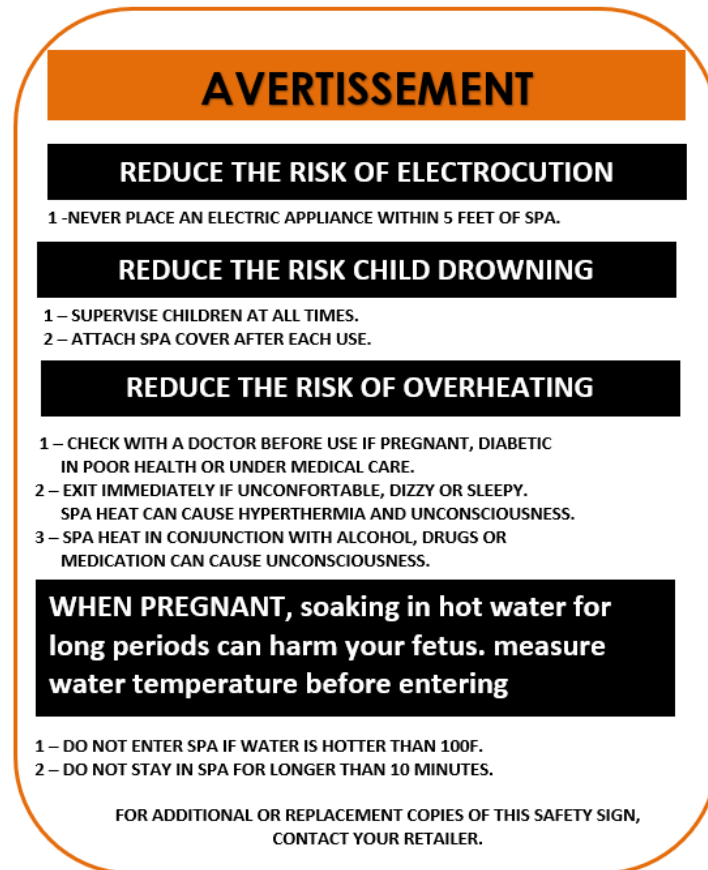 AVERTISSEMENT
REDUCE THE RISK OF ELECTROCUTION
1 -NEVER PLACE AN ELECTRIC APPLIANCE WITHIN 5 FEET OF SPA.
REDUCE THE RISK CHILD DROWNING
1 – SUPERVISE CHILDREN AT ALL TIMES.
2 – ATTACH SPA COVER AFTER EACH USE.
REDUCE THE RISK OF OVERHEATING
1 – CHECK WITH A DOCTOR BEFORE USE IF PREGNANT, DIABETIC
IN POOR HEALTH OR UNDER MEDICAL CARE.
2 – EXIT IMMEDIATELY IF UNCONFORTABLE, DIZZY OR SLEEPY.
SPA HEAT CAN CAUSE HYPERTHERMIA AND UNCONSCIOUSNESS.
3 – SPA HEAT IN CONJUNCTION WITH ALCOHOL, DRUGS OR
MEDICATION CAN CAUSE UNCONSCIOUSNESS.
WHEN PREGNANT, soaking in hot water for
long periods can harm your fetus. measure
water temperature before entering
1 – DO NOT ENTER SPA IF WATER IS HOTTER THAN 100F.
2 – DO NOT STAY IN SPA FOR LONGER THAN 10 MINUTES.
FOR ADDITIONAL OR REPLACEMENT COPIES OF THIS SAFETY SIGN,
CONTACT YOUR RETAILER.